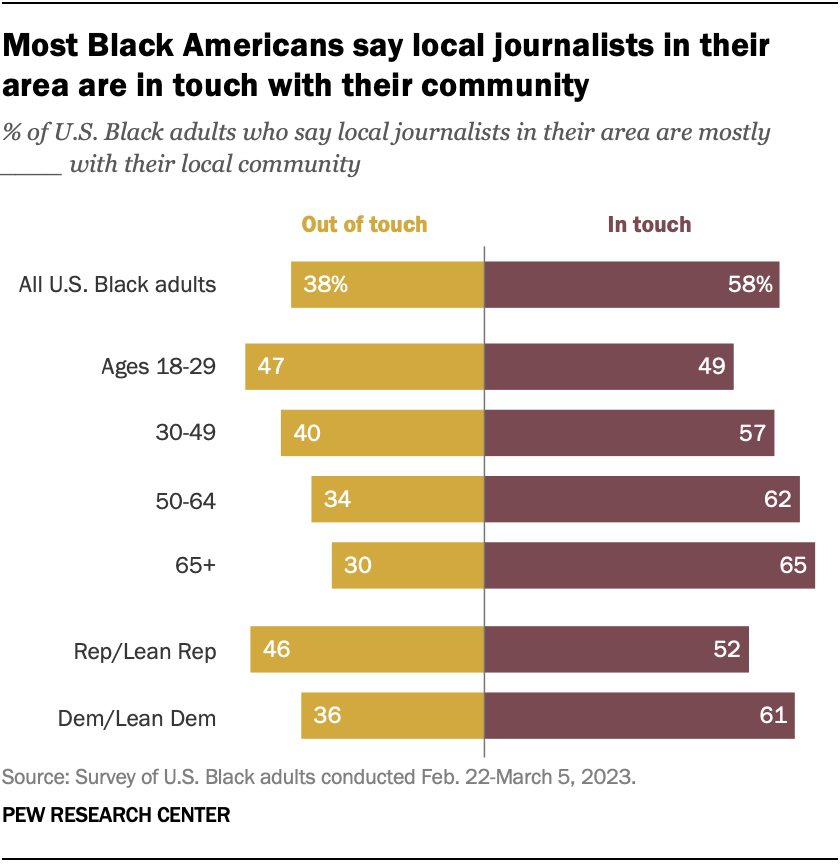 Most Black Americans say local journalists in their
area are in touch with their community
% of U.S. Black adults who say local journalists in their area are mostly
_____ with their local community
Out of touch In touch
All U.S. Black adults 38% 58%
Ages 18-29 47 49
30-49 40 57
50-64 34 62
65+ 30 65
Rep/Lean Rep 46 52
Dem/Lean Dem 36 61
Source: Survey of U.S. Black adults conducted Feb. 22-March 5, 2023.
PEW RESEARCH CENTER